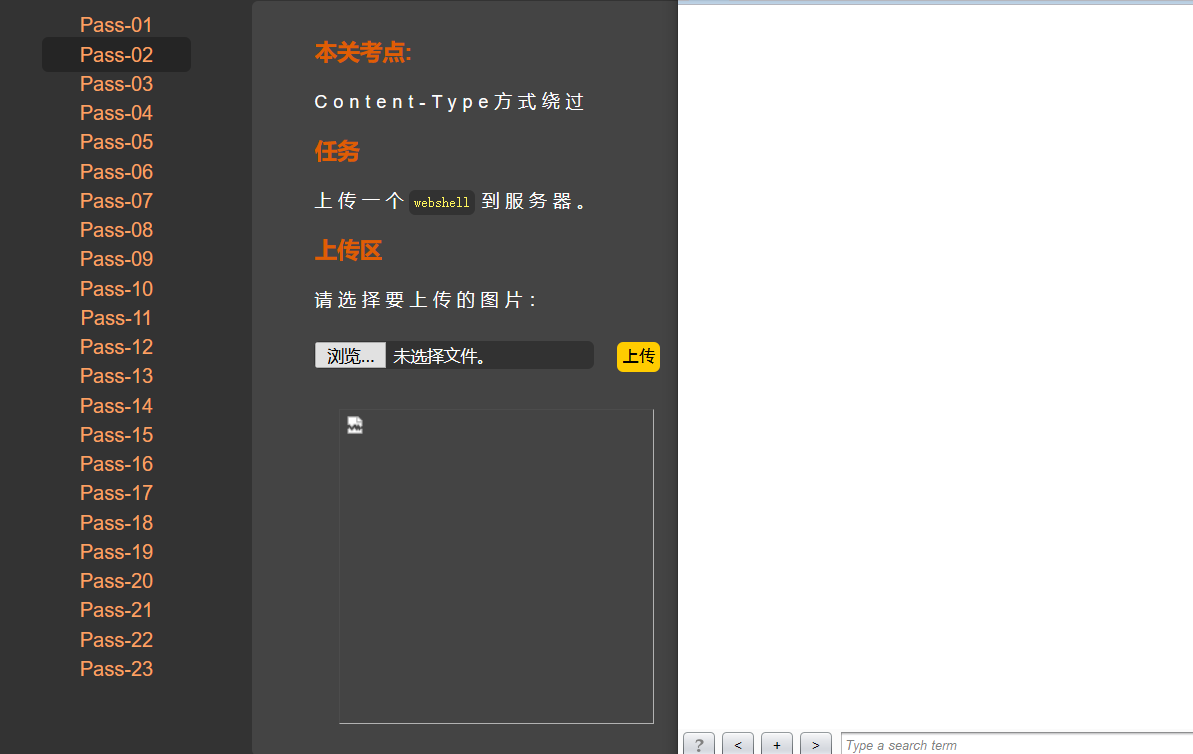 Pass-01
Pass-02
Pass-03
Pass-04
Pass-05
Pass-06
Pass-07
Pass-08
Pass-09
Pass-10
Pass-11
Pass-12
Pass-13
Pass-14
Pass-15
Pass-16
Pass-17
Pass-18
Pass-19
Pass-20
Pass-21
Pass-22
Pass-23
本关考点:
Content-Type方式绕过
任务
上传一个 webshell 到服务器。
上传区
请选择要上传的图片:
浏览... 未选择文件。 上传
? < + > Type a search term